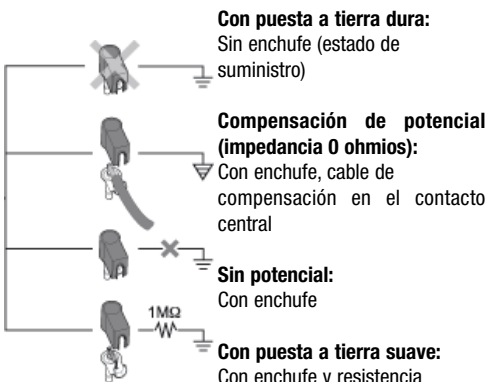 Con puesta a tierra dura:
Sin enchufe (estado de
suministro)
Compensación de potencial
(impedancia 0 ohmios):
Con enchufe, cable de
compensación en el contacto
central
Sin potencial:
Con enchufe
1MΩ
Con puesta a tierra suave:
Con enchufe y resistencia